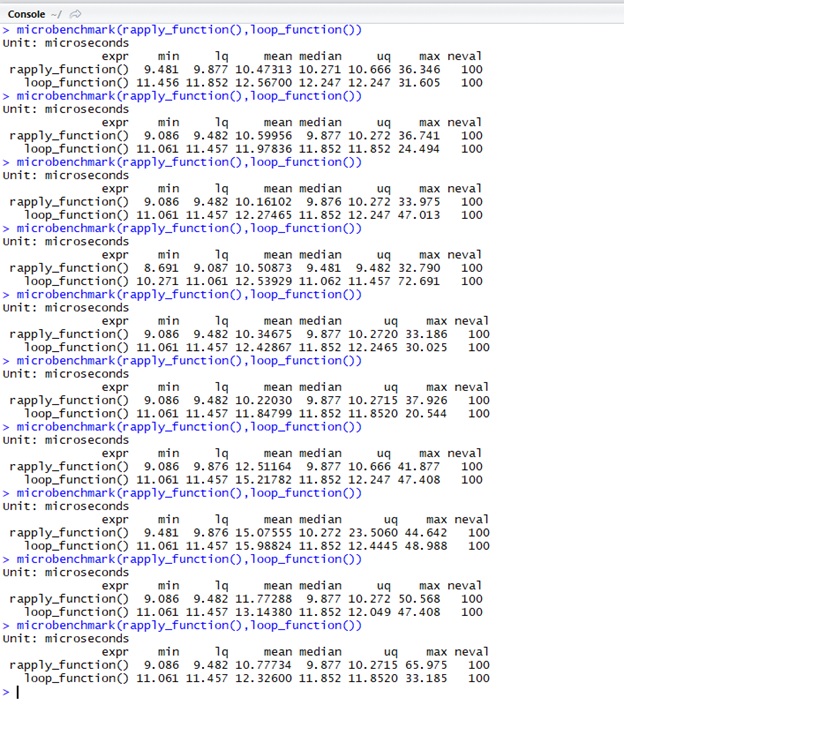 Console ~/
> microbenchmark(rapply_function(),loop_function())
Unit: microseconds
expr min lq mean median uq max neval
rapply_function() 9.481 9.877 10.47313 10.271 10.666 36.346 100
loop_function() 11.456 11.852 12.56700 12.247 12.247 31.605 100
> microbenchmark(rapply_function(),loop_function())
Unit: microseconds
expr min lq mean median uq max neval
rapply_function() 9.086 9.482 10.59956 9.877 10.272 36.741 100
loop_function() 11.061 11.457 11.97836 11.852 11.852 24.494 100
> microbenchmark(rapply_function(),loop_function())
Unit: microseconds
expr min lq mean median uq max neval
rapply_function() 9.086 9.482 10.16102 9.876 10.272 33.975 100
loop_function() 11.061 11.457 12.27465 11.852 12.247 47.013 100
> microbenchmark(rapply_function(),loop_function())
Unit: microseconds
expr min lq mean median uq max neval
rapply_function() 8.691 9.087 10.50873 9.481 9.482 32.790 100
loop_function() 10.271 11.061 12.53929 11.062 11.457 72.691 100
> microbenchmark(rapply_function(),loop_function())
Unit: microseconds
expr min lq mean median uq max neval
rapply_function() 9.086 9.482 10.34675 9.877 10.2720 33.186 100
loop_function() 11.061 11.457 12.42867 11.852 12.2465 30.025 100
> microbenchmark(rapply_function(),loop_function())
Unit: microseconds
expr min lq mean median uq max neval
rapply_function() 9.086 9.482 10.22030 9.877 10.2715 37.926 100
loop_function() 11.061 11.457 11.84799 11.852 11.8520 20.544 100
> microbenchmark(rapply_function(),loop_function())
Unit: microseconds
expr min lq mean median uq max neval
rapply_function() 9.086 9.876 12.51164 9.877 10.666 41.877 100
loop_function() 11.061 11.457 15.21782 11.852 12.247 47.408 100
> microbenchmark(rapply_function(),loop_function())
Unit: microseconds
expr min lq mean median uq max neval
rapply_function() 9.481 9.876 15.07555 10.272 23.5060 44.642 100
loop_function() 11.061 11.457 15.98824 11.852 12.4445 48.988 100
> microbenchmark(rapply_function(),loop_function())
Unit: microseconds
expr min lq mean median uq max neval
rapply_function() 9.086 9.482 11.77288 9.877 10.272 50.568 100
loop_function() 11.061 11.457 13.14380 11.852 12.049 47.408 100
> microbenchmark(rapply_function(),loop_function())
Unit: microseconds
expr min lq mean median uq max neval
rapply_function() 9.086 9.482 10.77734 9.877 10.2715 65.975 100
loop_function() 11.061 11.457 12.32600 11.852 11.8520 33.185 100
>